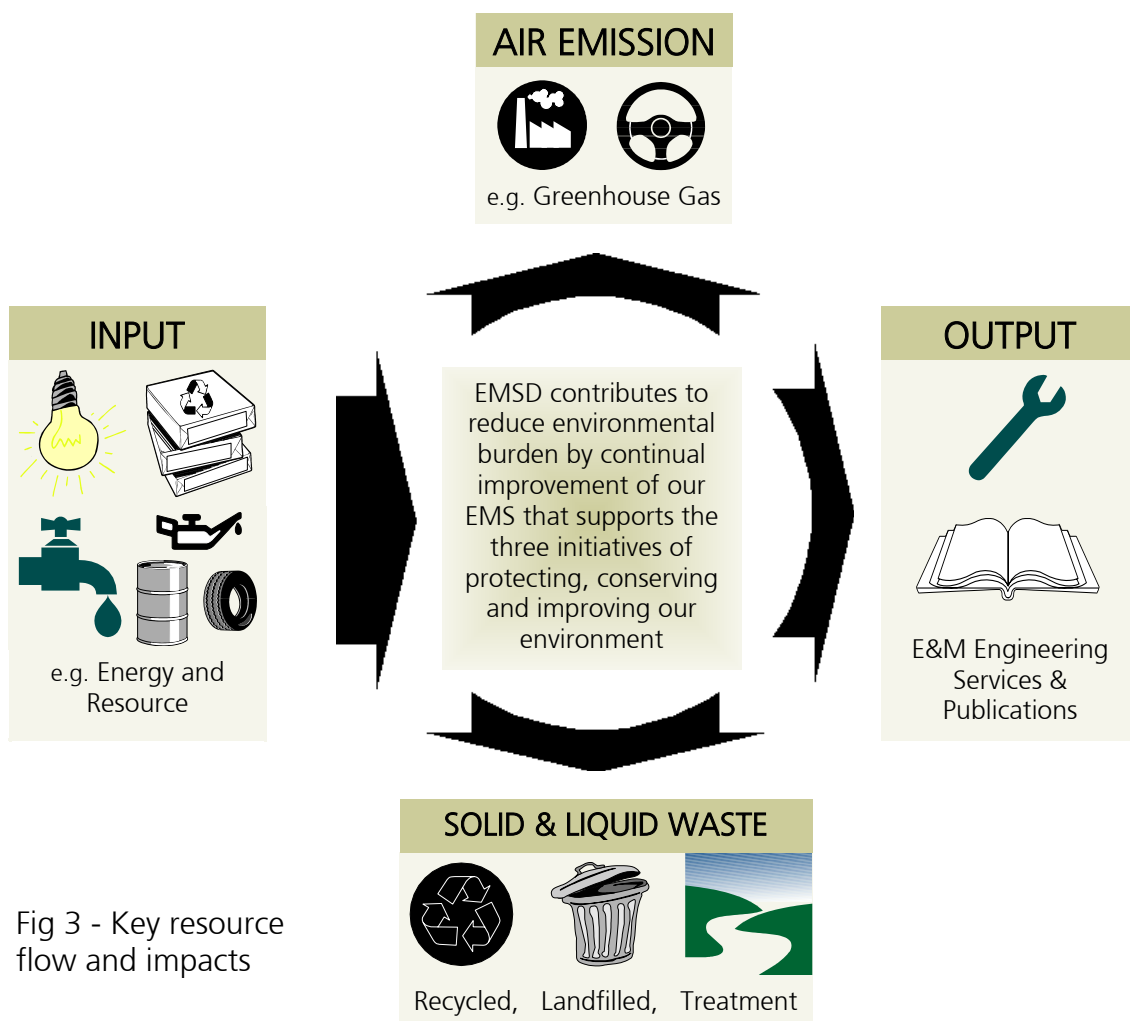 AIR EMISSION
e.g. Greenhouse Gas
INPUT
e.g. Energy and
Resource
EMSD contributes to
reduce environmental
burden by continual
improvement of our
EMS that supports the
three initiatives of
protecting, conserving
and improving our
environment
OUTPUT
E&M Engineering
Services &
Publications
SOLID & LIQUID WASTE
Recycled, Landfilled, Treatment
Fig 3 - Key resource
flow and impacts